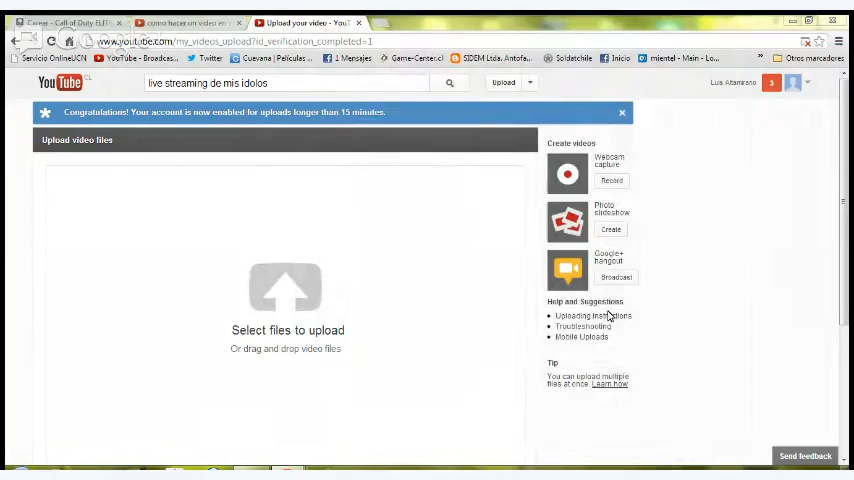 Career - Call of Duty ELIT
como hacer un video en v
Upload your video - YouT
Google+
www.youtube.com/my_videos_upload?id_verification_completed=1
Servicio OnlineUCN
YouTube - Broadcas...
Twitter
Cuevana | Películas ...
1 Mensajes
Game-Center.cl
SIDEM Ltda. Antofa...
Soldatchile
Inicio
mientel - Main - Lo...
»
Otros marcadores
YouTube CL
live streaming de mis idolos
Upload
Luis Altamirano
3
Congratulations! Your account is now enabled for uploads longer than 15 minutes.
Upload video files
Select files to upload
Or drag and drop video files
Create videos
Webcam
capture
Record
Photo
slideshow
Create
Google+
hangout
Broadcast
Help and Suggestions
Uploading Instructions
Troubleshooting
Mobile Uploads
Tip
You can upload multiple
files at once. Learn how
Send feedback